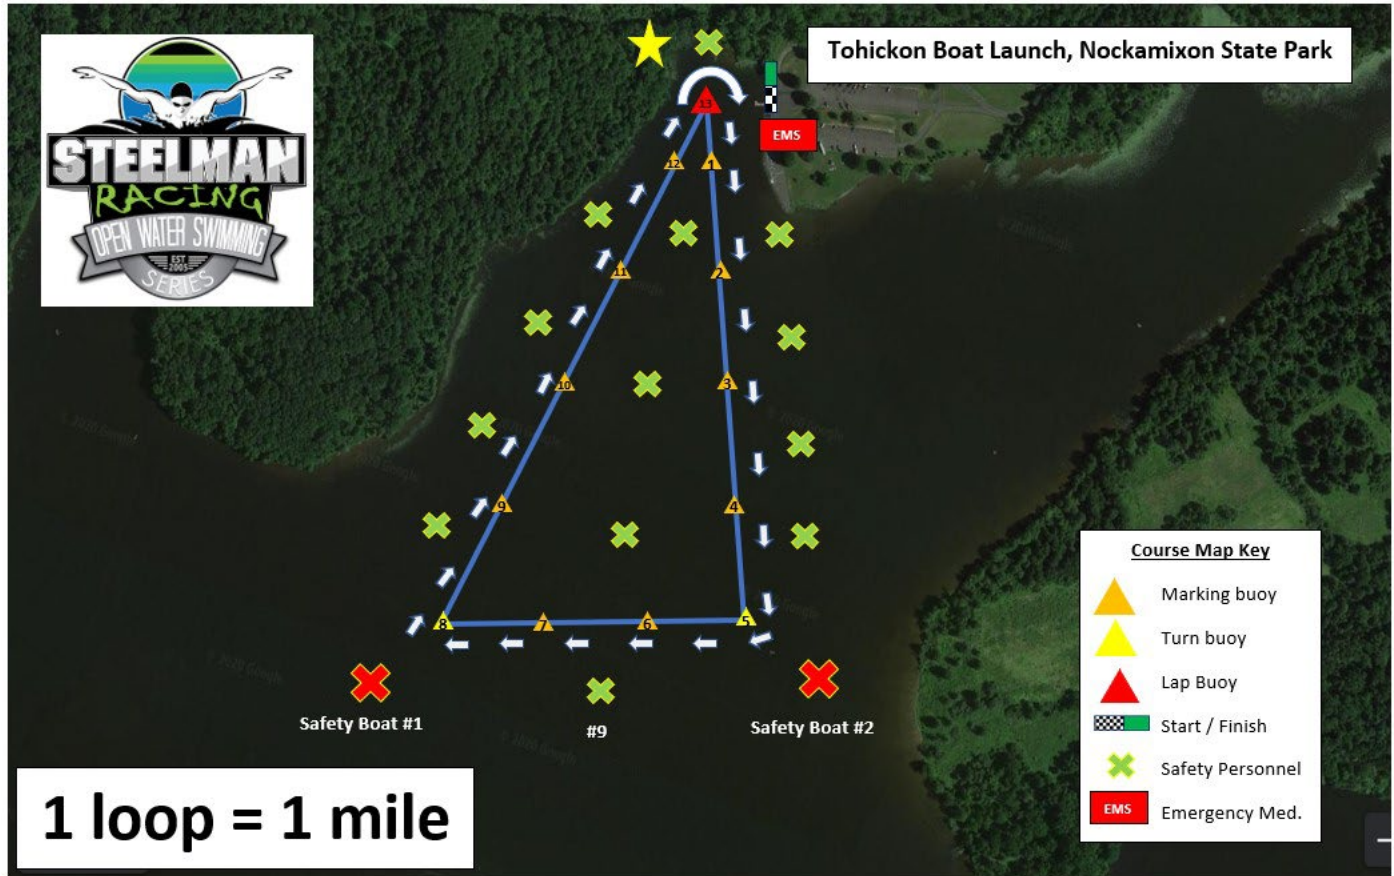 Tohickon Boat Launch, Nockamixon State Park
STEELMAN
RACING
OPEN WATER SWIMMING
EST
2005
SERIES
13
EMS
12
1
11
2
10
3
9
4
8
7
6
5
Safety Boat #1
#9
Safety Boat #2
1 loop = 1 mile
Course Map Key
Marking buoy
Turn buoy
Lap Buoy
Start / Finish
Safety Personnel
EMS
Emergency Med.